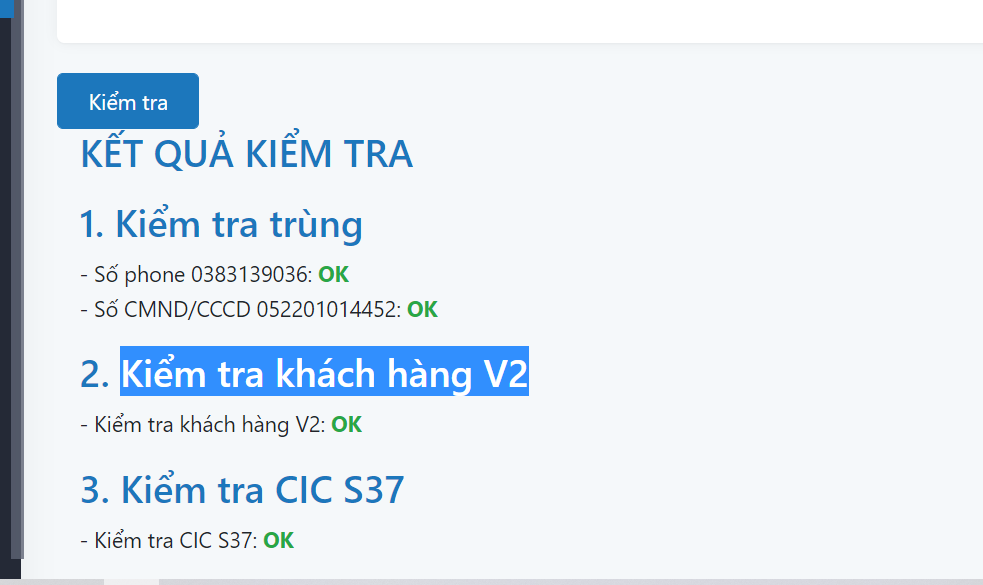 Kiểm tra
KẾT QUẢ KIỂM TRA
1. Kiểm tra trùng
- Số phone 0383139036: OK
- Số CMND/CCCD 052201014452: OK
2. Kiểm tra khách hàng V2
- Kiểm tra khách hàng V2: OK
3. Kiểm tra CIC S37
- Kiểm tra CIC S37: OK